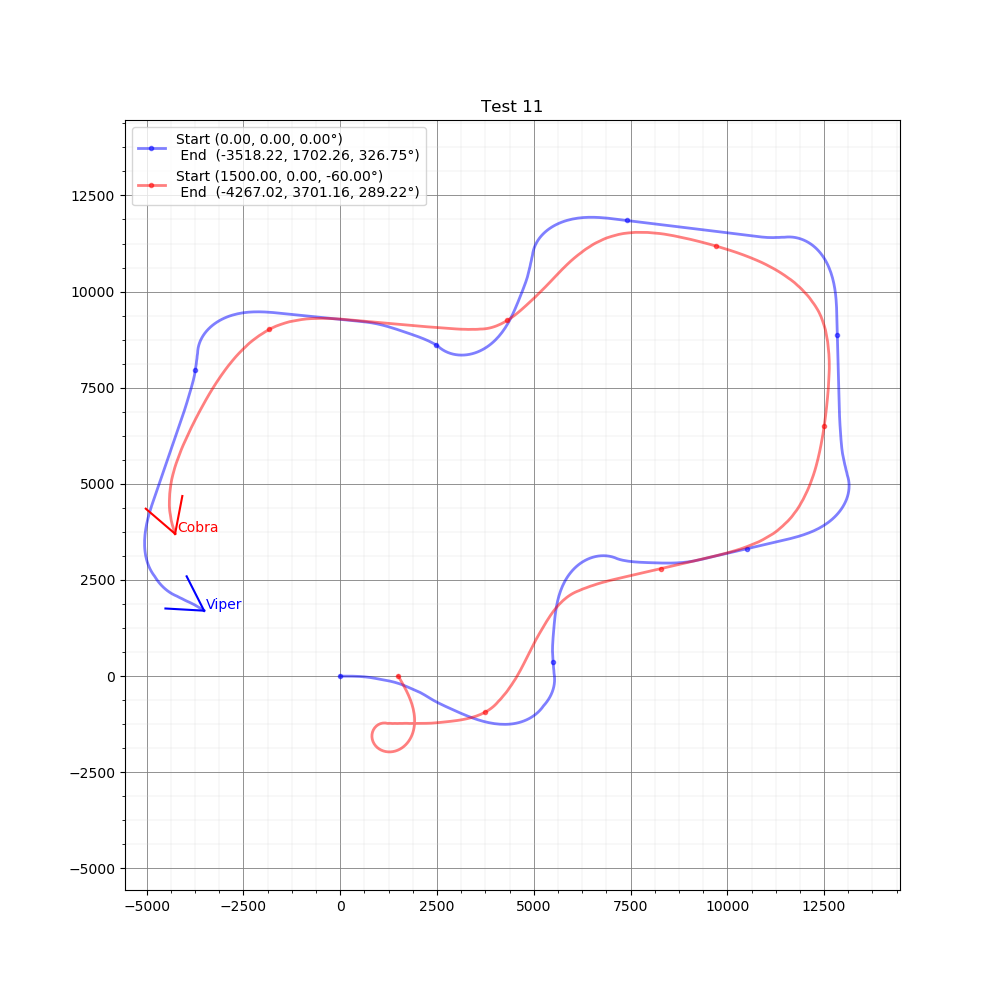 Test 11
Start (0.00, 0.00, 0.00°)
End  (-3518.22, 1702.26, 326.75°)
Start (1500.00, 0.00, -60.00°)
End  (-4267.02, 3701.16, 289.22°)
12500
10000
7500
5000
2500
0
−2500
−5000
Cobra
Viper
−5000 −2500 0 2500 5000 7500 10000 12500